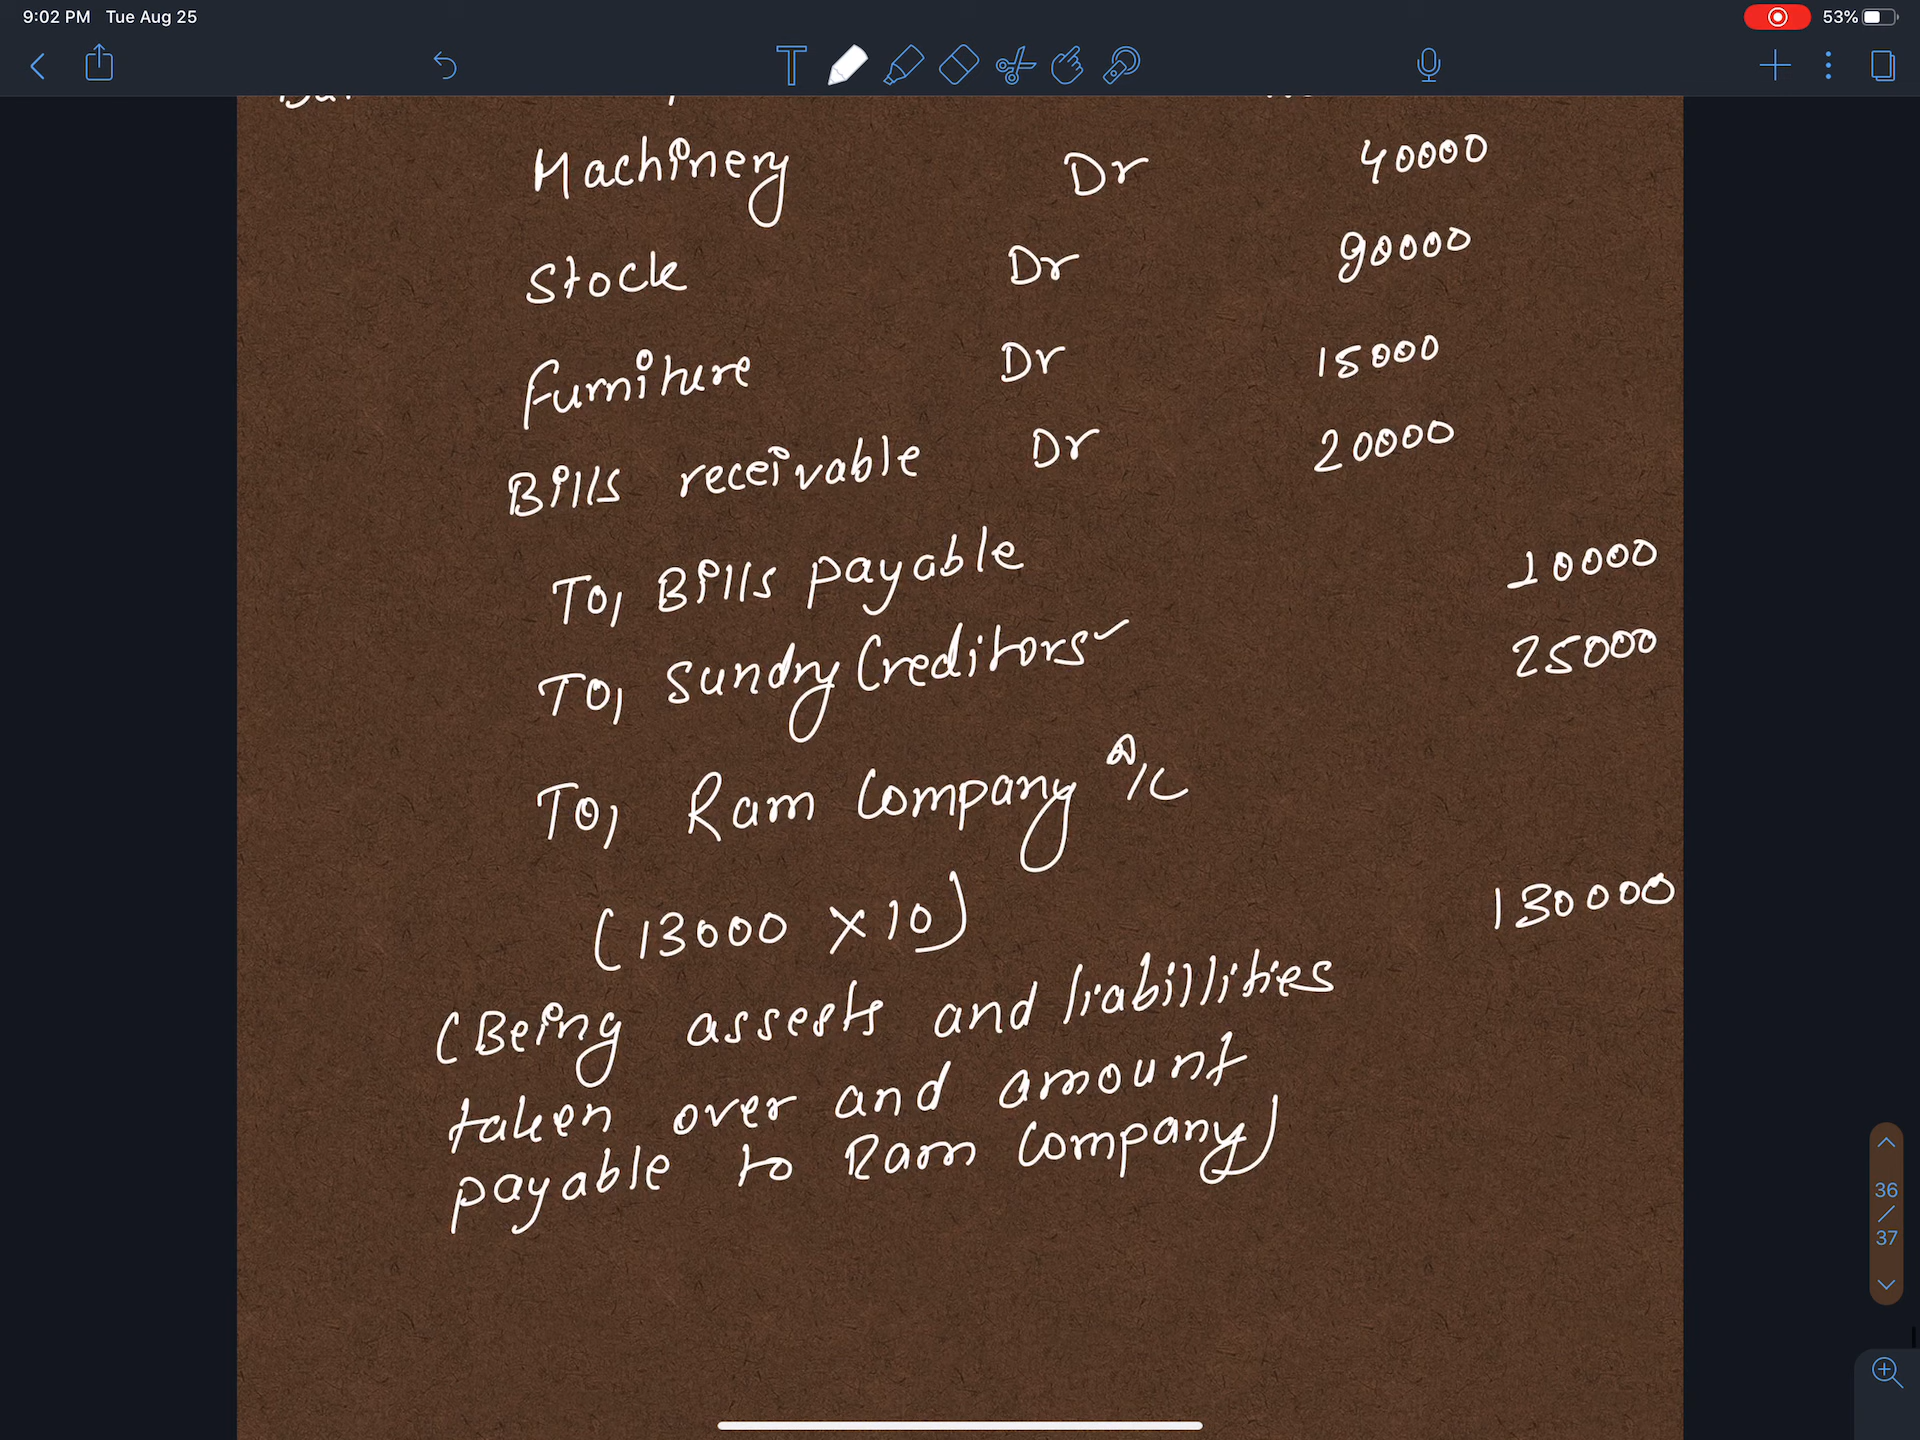 9:02 PM Tue Aug 25
53%
Machinery Dr 40000
Stock Dr 90000
Furniture Dr 15000
Bills receivable Dr 20000
To, Bills payable 10000
To, Sundry Creditors 25000
To, Ram Company A/C
(13000 × 10) 130000
(Being assests and liabillities
taken over and amount
payable to Ram Company)
36
/
37